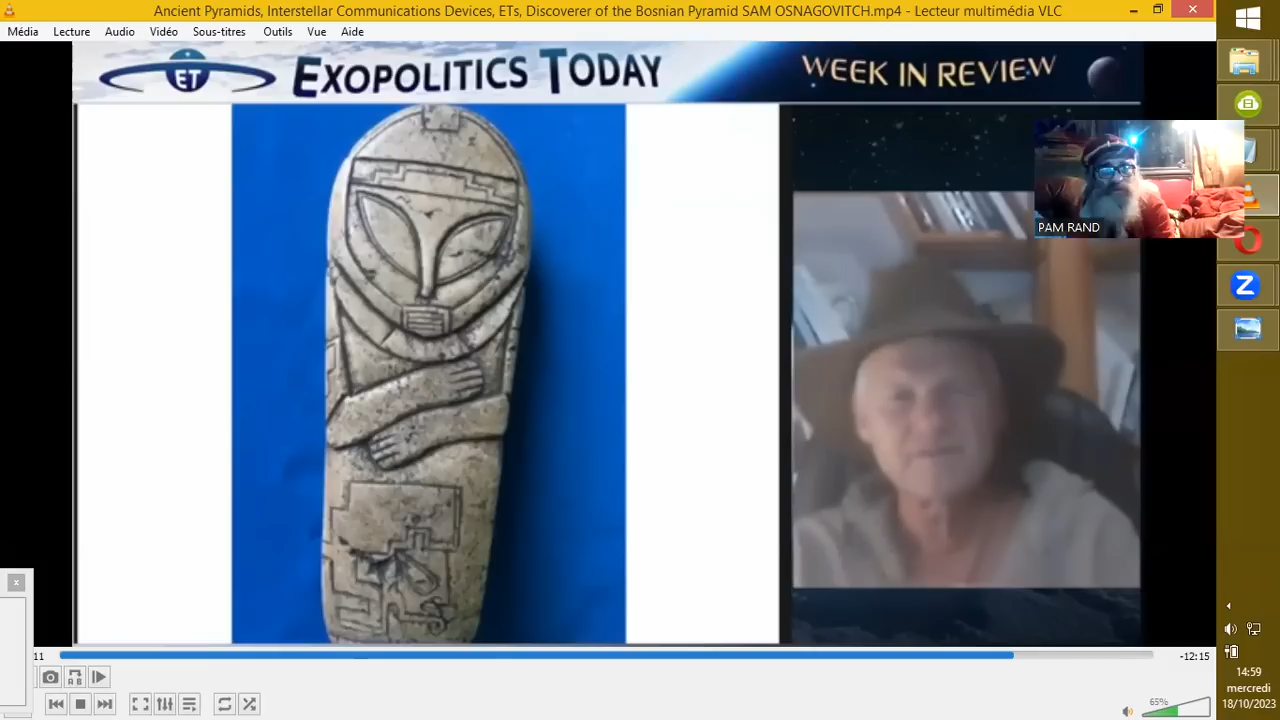 Ancient Pyramids, Interstellar Communications Devices, ETs, Discoverer of the Bosnian Pyramid SAM OSNAGOVITCH.mp4 - Lecteur multimédia VLC
Média Lecture Audio Vidéo Sous-titres Outils Vue Aide
ET EXOPOLITICS TODAY WEEK IN REVIEW
PAM RAND
Z
x
11 -12:15
A B
65%
14:59
mercredi
18/10/2023